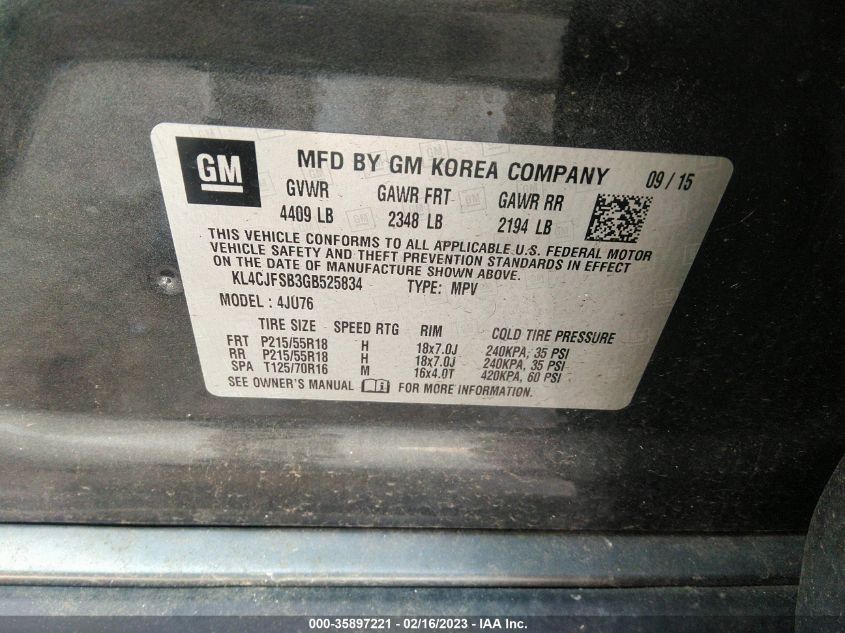 GM
MFD BY GM KOREA COMPANY 09 / 15
GVWR GAWR FRT GAWR RR
4409 LB 2348 LB 2194 LB
THIS VEHICLE CONFORMS TO ALL APPLICABLE U.S. FEDERAL MOTOR
VEHICLE SAFETY AND THEFT PREVENTION STANDARDS IN EFFECT
ON THE DATE OF MANUFACTURE SHOWN ABOVE.
KL4CJFSB3GB525834 TYPE: MPV
MODEL : 4JU76
TIRE SIZE SPEED RTG RIM COLD TIRE PRESSURE
FRT P215/55R18 H 18x7.0J 240KPA, 35 PSI
RR P215/55R18 H 18x7.0J 240KPA, 35 PSI
SPA T125/70R16 M 16x4.0T 420KPA, 60 PSI
SEE OWNER'S MANUAL FOR MORE INFORMATION.
000-35897221 - 02/16/2023 - IAA Inc.